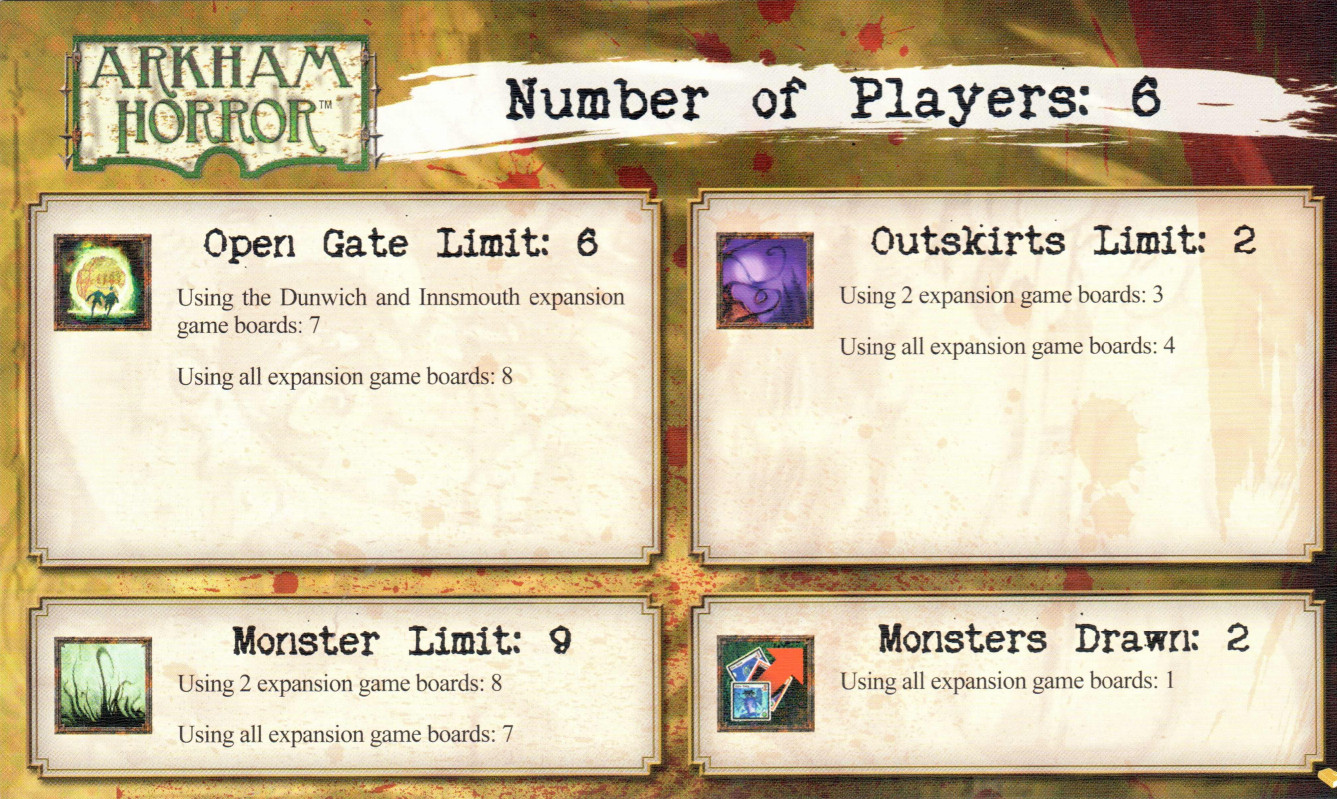 ARKHAM
HORROR™
Number of Players: 6
Open Gate Limit: 6
Using the Dunwich and Innsmouth expansion
game boards: 7
Using all expansion game boards: 8
Outskirts Limit: 2
Using 2 expansion game boards: 3
Using all expansion game boards: 4
Monster Limit: 9
Using 2 expansion game boards: 8
Using all expansion game boards: 7
Monsters Drawn: 2
Using all expansion game boards: 1